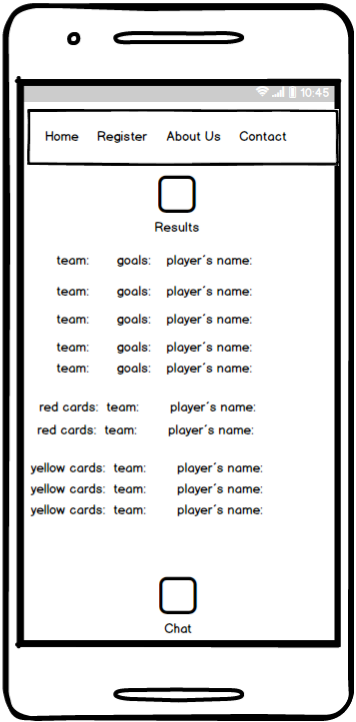 10:45
Home Register About Us Contact
Results
team: goals: player´s name:
team: goals: player´s name:
team: goals: player´s name:
team: goals: player´s name:
team: goals: player´s name:
red cards: team: player´s name:
red cards: team: player´s name:
yellow cards: team: player´s name:
yellow cards: team: player´s name:
yellow cards: team: player´s name:
Chat